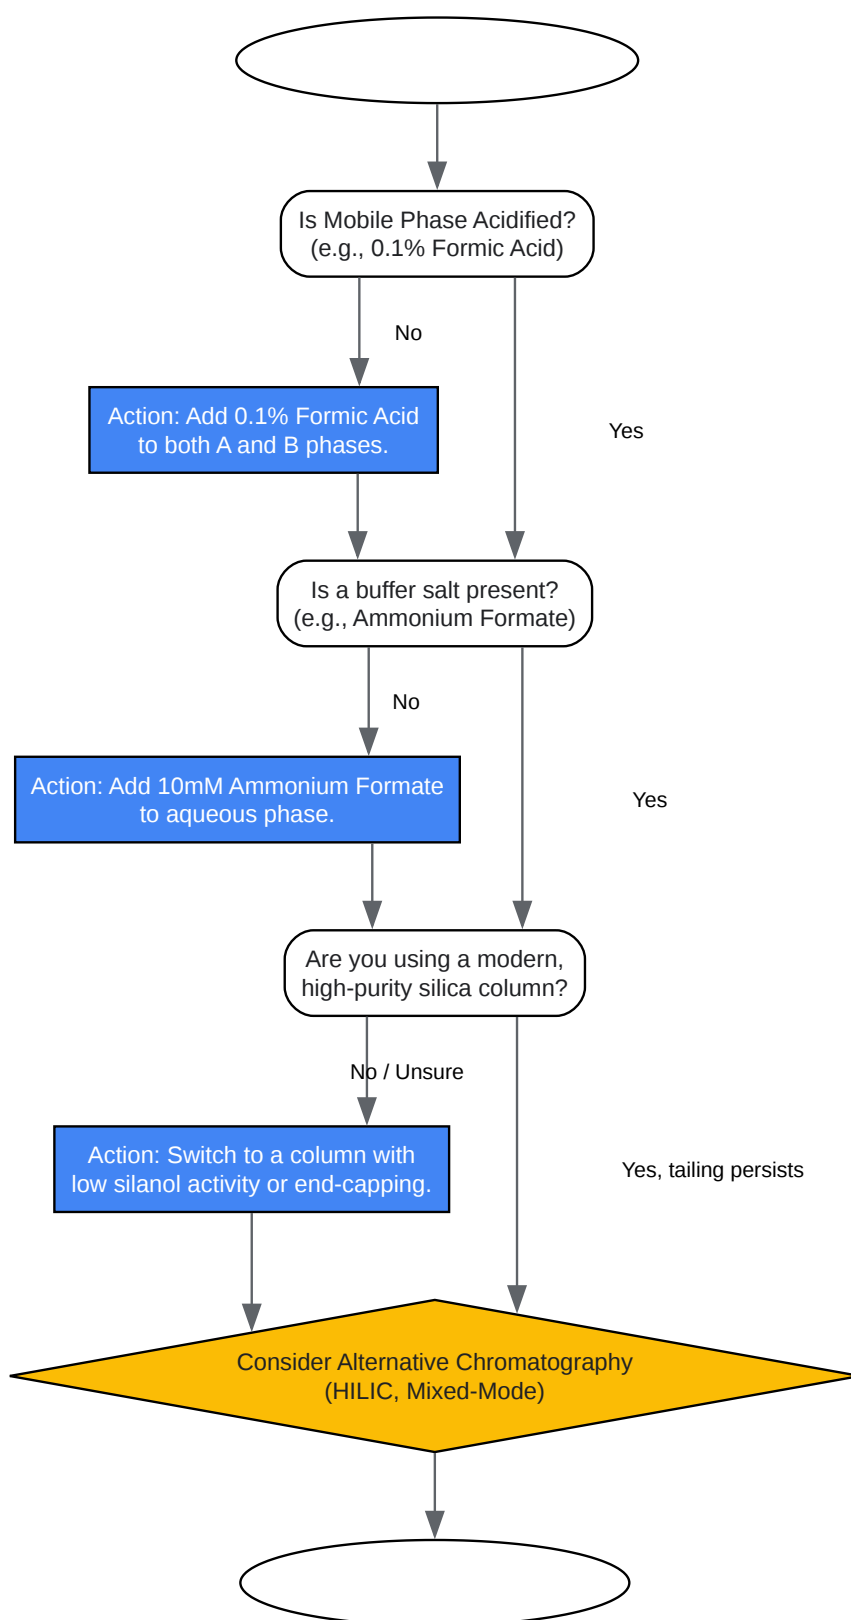 Is Mobile Phase Acidified?
(e.g., 0.1% Formic Acid)
No
Action: Add 0.1% Formic Acid
to both A and B phases.
Yes
Is a buffer salt present?
(e.g., Ammonium Formate)
No
Action: Add 10mM Ammonium Formate
to aqueous phase.
Yes
Are you using a modern,
high-purity silica column?
No / Unsure
Action: Switch to a column with
low silanol activity or end-capping.
Yes, tailing persists
Consider Alternative Chromatography
(HILIC, Mixed-Mode)